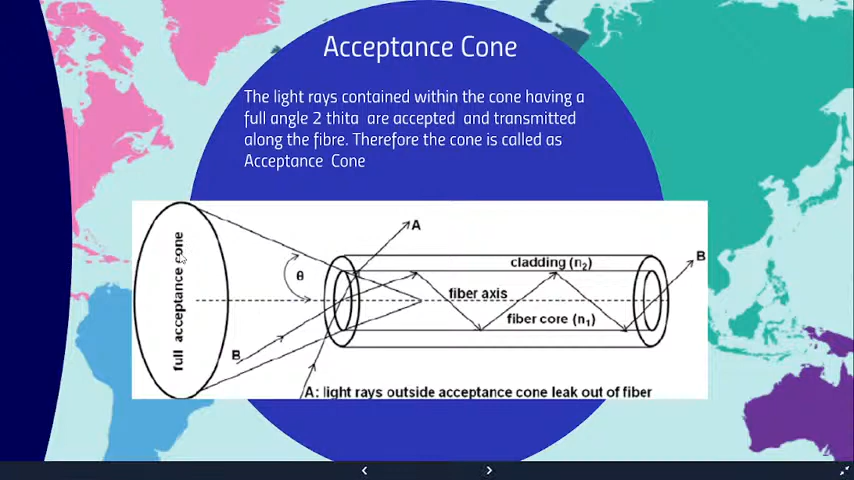 Acceptance Cone
The light rays contained within the cone having a
full angle 2 thita are accepted and transmitted
along the fibre. Therefore the cone is called as
Acceptance Cone
full acceptance cone
A
θ
B
cladding (n2)
fiber axis
fiber core (n1)
B
A: light rays outside acceptance cone leak out of fiber